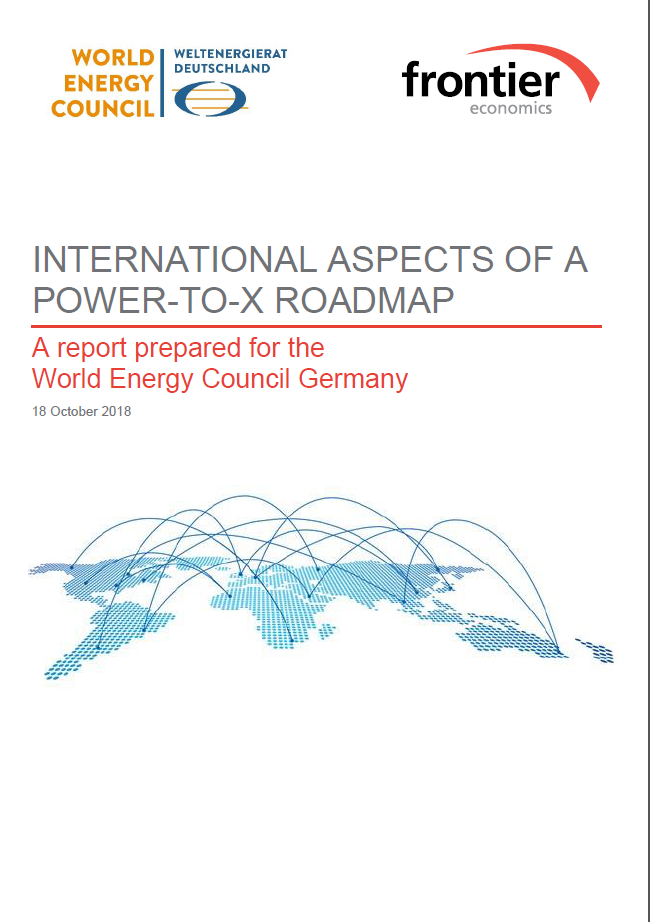 WORLD
ENERGY
COUNCIL
WELTENERGIERAT
DEUTSCHLAND
frontier
economics
INTERNATIONAL ASPECTS OF A
POWER-TO-X ROADMAP
A report prepared for the
World Energy Council Germany
18 October 2018